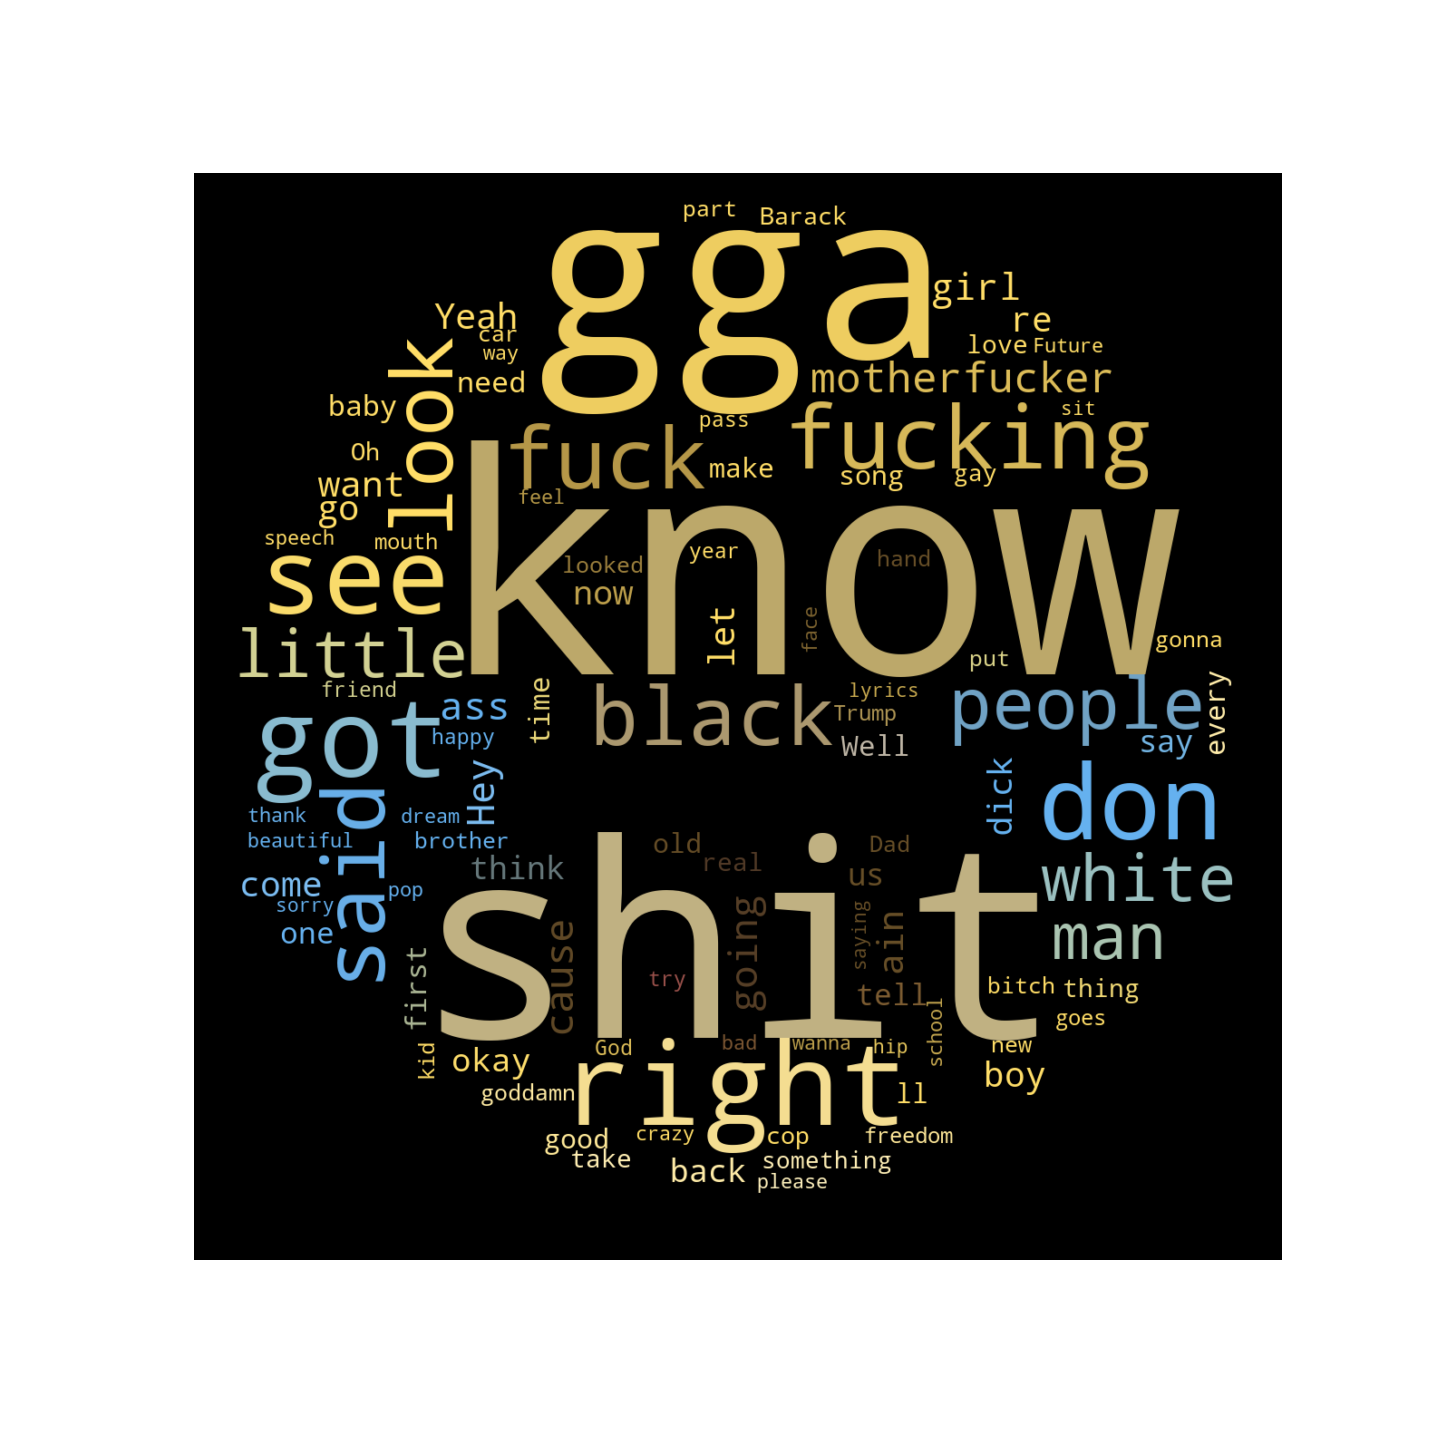 part
Barack
gga
girl
Yeah
re
car
love
Future
way
look
need
motherfucker
baby
sit
pass
fucking
fuck
Oh
make
song
gay
want
feel
go
know
speech
mouth
year
looked
hand
see
now
let
face
gonna
little
put
friend
time
ass
black
lyrics
people
every
Trump
got
happy
Well
say
Hey
dick
don
thank
dream
said
beautiful
brother
old
real
Dad
think
us
white
come
pop
shit
sorry
one
cause
going
saying
ain
man
first
try
tell
bitch
thing
school
goes
kid
okay
God
bad
wanna
hip
new
right
boy
goddamn
ll
good
crazy
cop
freedom
take
back
something
please